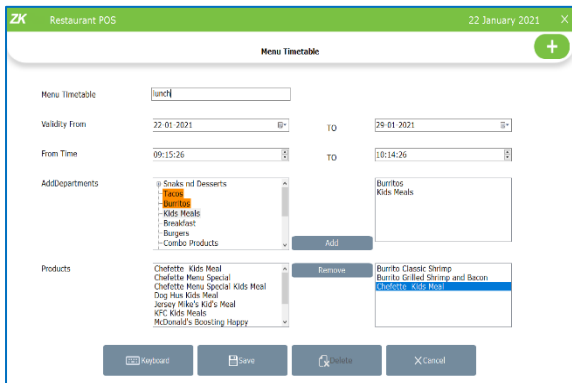 ZK Restaurant POS 22 January 2021 X
Menu Timetable
+
Menu Timetable lunch
Validity From 22-01-2021 TO 29-01-2021
From Time 09:15:26 TO 10:14:26
AddDepartments
Snaks nd Desserts
Tacos
Burritos
Kids Meals
Breakfast
Burgers
Combo Products
Burritos
Kids Meals
Add
Products
Chefette Kids Meal
Chefette Menu Special
Chefette Menu Special Kids Meal
Dog Hus Kids Meal
Jersey Mike's Kid's Meal
KFC Kids Meals
McDonald's Boosting Happy
Remove
Burrito Classic Shrimp
Burrito Grilled Shrimp and Bacon
Chefette Kids Meal
Keyboard Save Delete X Cancel